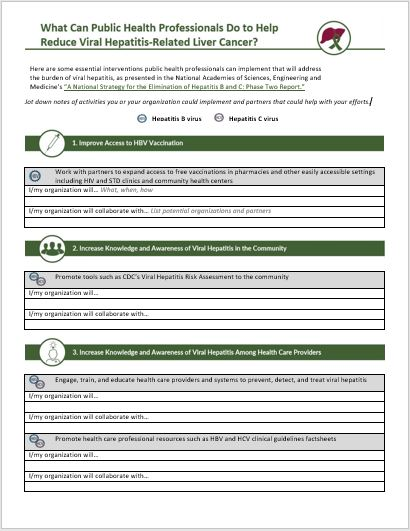 What Can Public Health Professionals Do to Help
Reduce Viral Hepatitis-Related Liver Cancer?
Here are some essential interventions public health professionals can implement that will address
the burden of viral hepatitis, as presented in the National Academies of Sciences, Engineering and
Medicine's "A National Strategy for the Elimination of Hepatitis B and C: Phase Two Report."
Jot down notes of activities you or your organization could implement and partners that could help with your efforts.
Hepatitis B virus
Hepatitis C virus
1. Improve Access to HBV Vaccination
Work with partners to expand access to free vaccinations in pharmacies and other easily accessible settings
including HIV and STD clinics and community health centers
I/my organization will... What, when, how
I/my organization will collaborate with... List potential organizations and partners
2. Increase Knowledge and Awareness of Viral Hepatitis in the Community
Promote tools such as CDC's Viral Hepatitis Risk Assessment to the community
I/my organization will...
I/my organization will collaborate with...
3. Increase Knowledge and Awareness of Viral Hepatitis Among Health Care Providers
Engage, train, and educate health care providers and systems to prevent, detect, and treat viral hepatitis
I/my organization will...
I/my organization will collaborate with...
Promote health care professional resources such as HBV and HCV clinical guidelines factsheets
I/my organization will...
I/my organization will collaborate with...